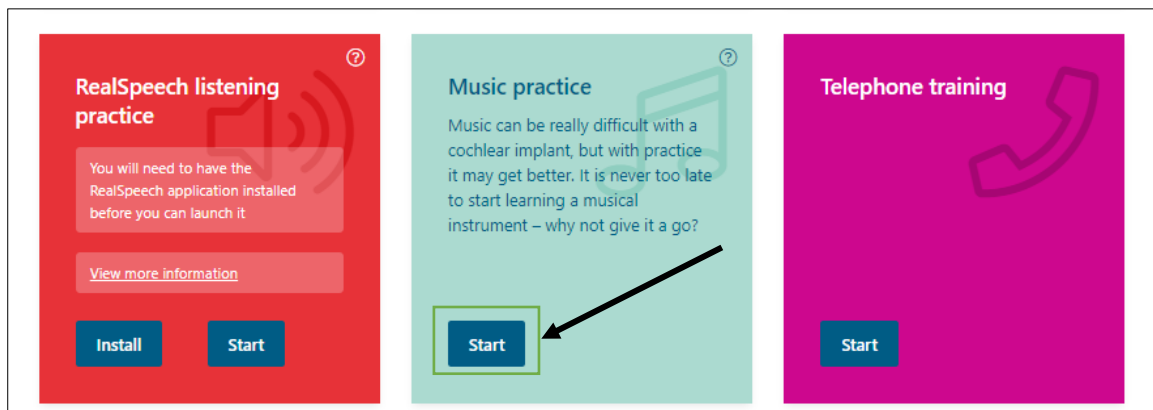 RealSpeech listening
practice
You will need to have the
RealSpeech application installed
before you can launch it
View more information
Install
Start
Music practice
Music can be really difficult with a
cochlear implant, but with practice
it may get better. It is never too late
to start learning a musical
instrument – why not give it a go?
Start
Telephone training
Start